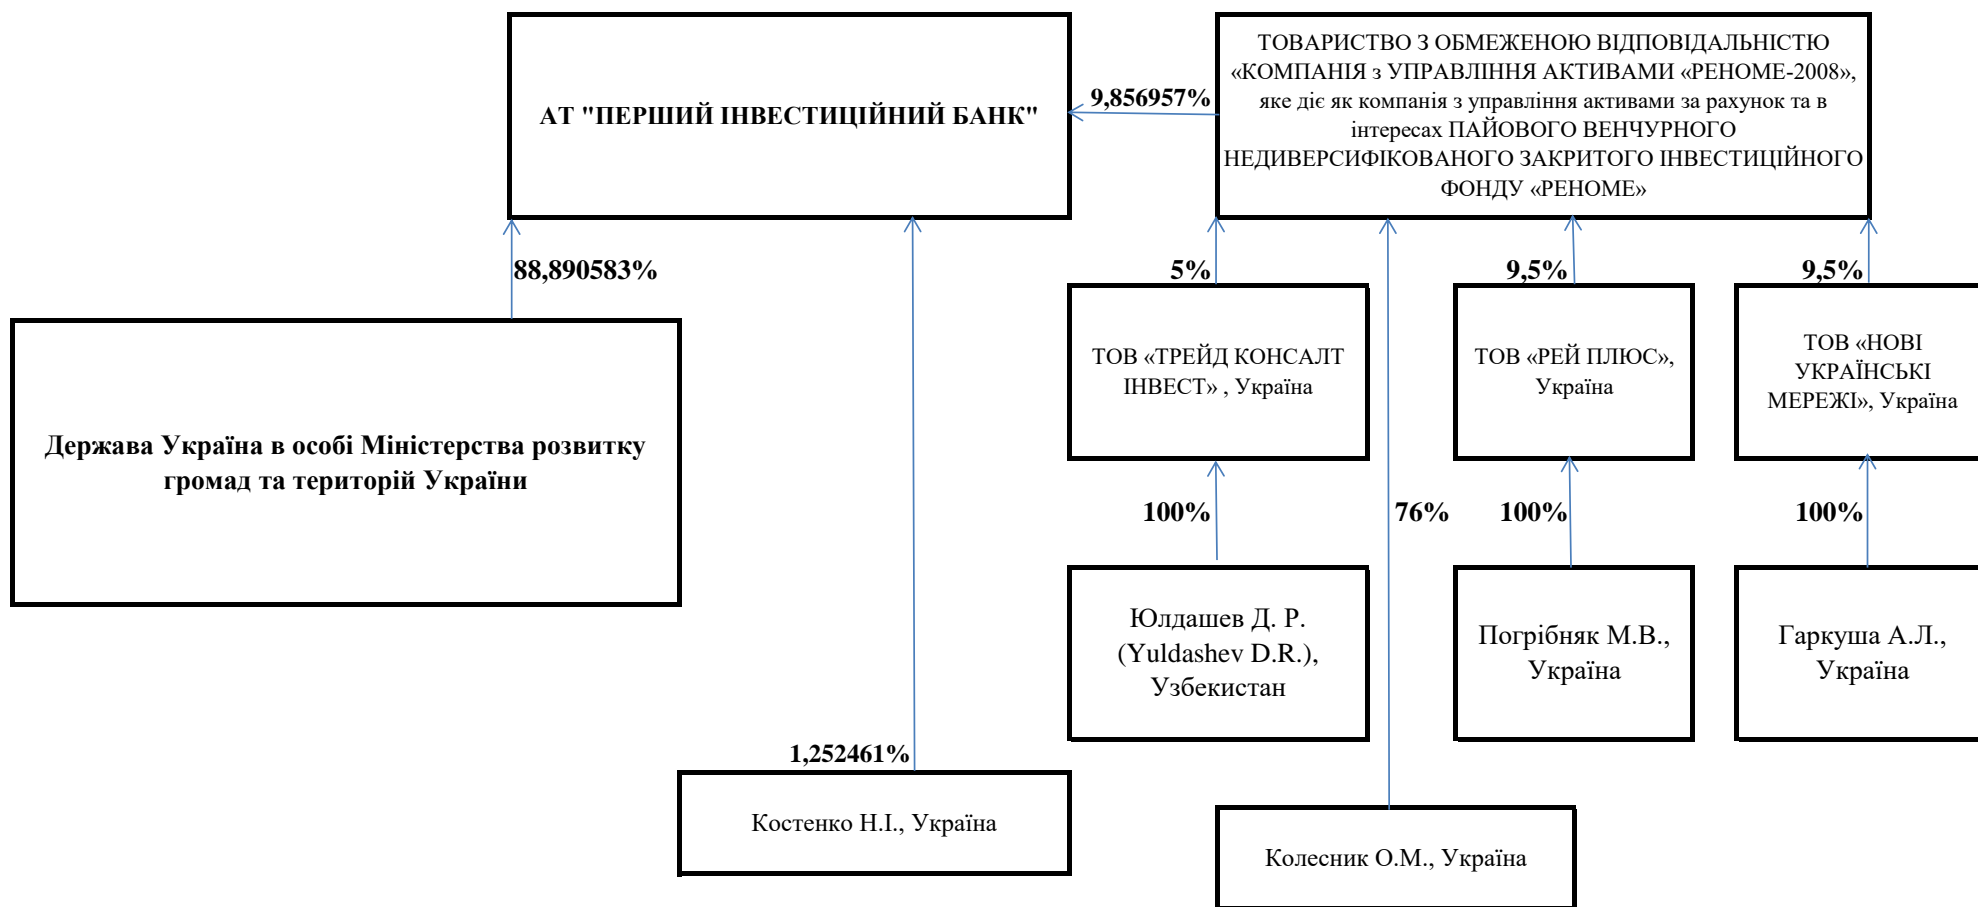 АТ "ПЕРШИЙ ІНВЕСТИЦІЙНИЙ БАНК"
9,856957%
ТОВАРИСТВО З ОБМЕЖЕНОЮ ВІДПОВІДАЛЬНІСТЮ
«КОМПАНІЯ з УПРАВЛІННЯ АКТИВАМИ «РЕНОМЕ-2008»,
яке діє як компанія з управління активами за рахунок та в
інтересах ПАЙОВОГО ВЕНЧУРНОГО
НЕДИВЕРСИФІКОВАНОГО ЗАКРИТОГО ІНВЕСТИЦІЙНОГО
ФОНДУ «РЕНОМЕ»
88,890583%
5%
9,5%
9,5%
Держава Україна в особі Міністерства розвитку
громад та територій України
ТОВ «ТРЕЙД КОНСАЛТ
ІНВЕСТ» , Україна
ТОВ «РЕЙ ПЛЮС»,
Україна
ТОВ «НОВІ
УКРАЇНСЬКІ
МЕРЕЖІ», Україна
100%
76%
100%
100%
Юлдашев Д. Р.
(Yuldashev D.R.),
Узбекистан
Погрібняк М.В.,
Україна
Гаркуша А.Л.,
Україна
1,252461%
Костенко Н.І., Україна
Колесник О.М., Україна